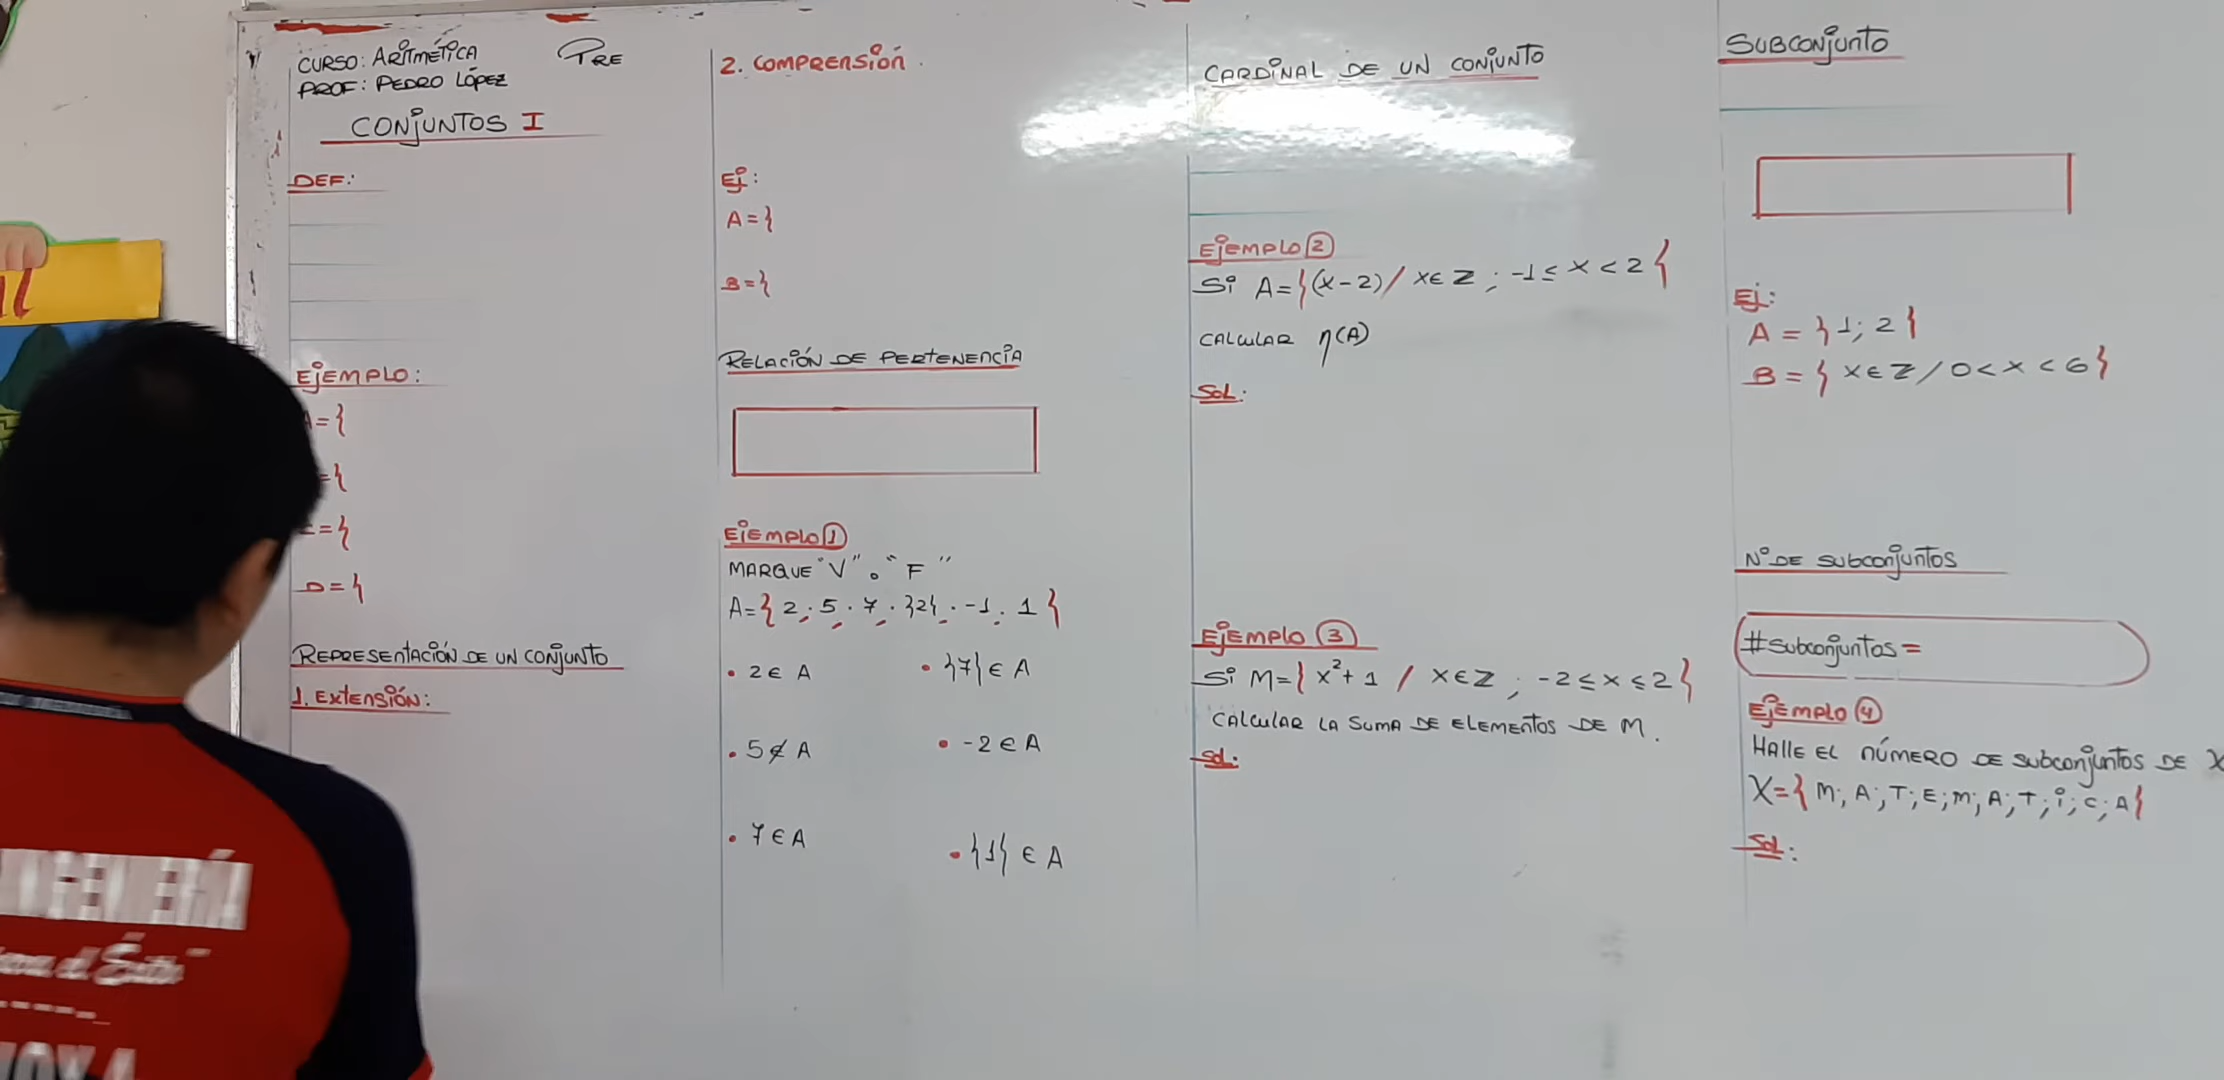 CURSO: ARITMÉTICA PRE
PROF: PEDRO LÓPEZ
CONJUNTOS I
DEF:
EJEMPLO:
A = {
= {
= {
D = {
REPRESENTACIÓN DE UN CONJUNTO
1. EXTENSIÓN:
2. COMPRENSIÓN.
Ej:
A = {
B = {
RELACIÓN DE PERTENENCIA
EJEMPLO 1
MARQUE "V" o "F"
A = { 2 ; 5 ; 7 ; {2} ; -1 ; 1 }
• 2 ∈ A • {7} ∈ A
• 5 ∉ A • -2 ∈ A
• 7 ∈ A • {1} ∈ A
CARDINAL DE UN CONJUNTO
EJEMPLO 2
Si A = { (x-2) / x ∈ Z ; -1 ≤ x < 2 }
CALCULAR η(A)
SOL:
EJEMPLO 3
Si M = { x² + 1 / x ∈ Z ; -2 ≤ x ≤ 2 }
CALCULAR LA SUMA DE ELEMENTOS DE M.
Sol:
SUBCONJUNTO
Ej:
A = { 1; 2 }
B = { x ∈ Z / 0 < x < 6 }
N° DE SUBCONJUNTOS
#subconjuntos =
EJEMPLO 4
HALLE EL NÚMERO DE SUBCONJUNTOS DE X
X = { M; A; T; E; M; A; T; i; C; A }
Sol: